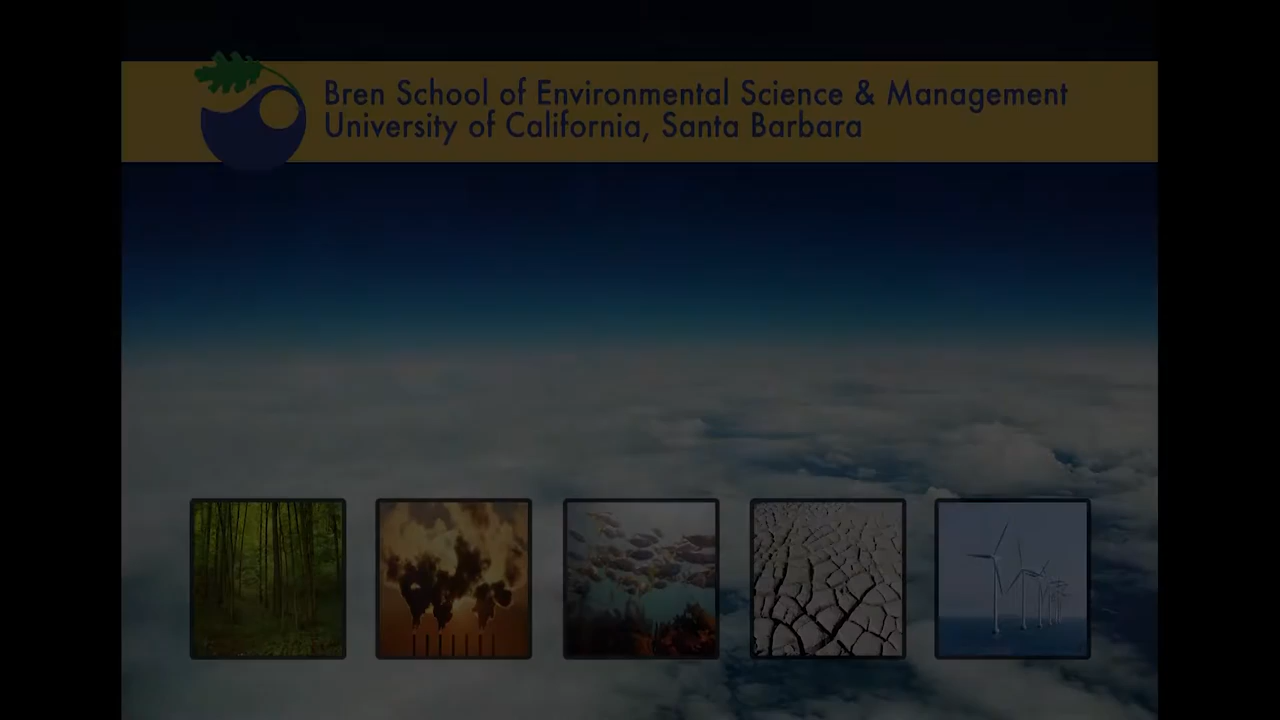 Bren School of Environmental Science & Management
University of California, Santa Barbara